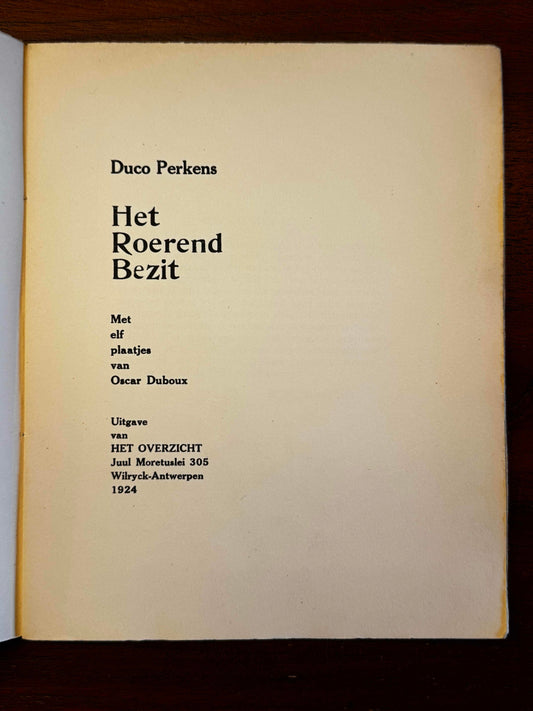 Duco Perkens
Het
Roerend
Bezit
Met
elf
plaatjes
van
Oscar Duboux
Uitgave
van
HET OVERZICHT
Juul Moretuslei 305
Wilryck-Antwerpen
1924